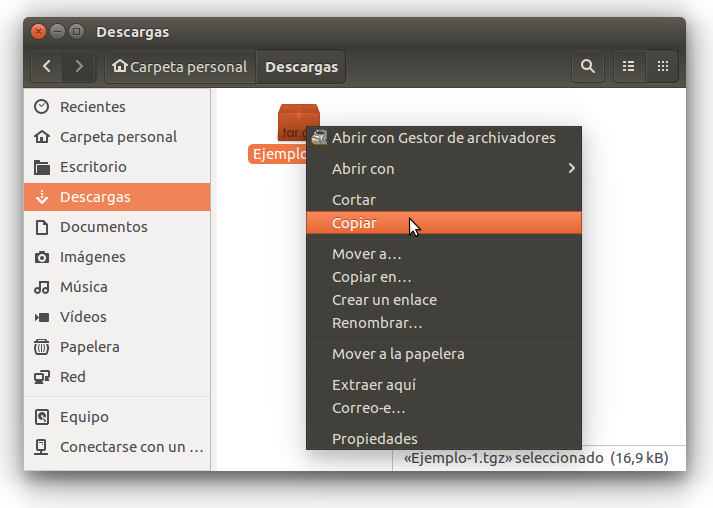 Descargas
Carpeta personal
Descargas
Recientes
Carpeta personal
Escritorio
Descargas
Documentos
Imágenes
Música
Vídeos
Papelera
Red
Equipo
Conectarse con un …
tar.g
Ejemplo
Abrir con Gestor de archivadores
Abrir con
Cortar
Copiar
Mover a…
Copiar en…
Crear un enlace
Renombrar…
Mover a la papelera
Extraer aquí
Correo-e…
Propiedades
«Ejemplo-1.tgz» seleccionado (16,9 kB)